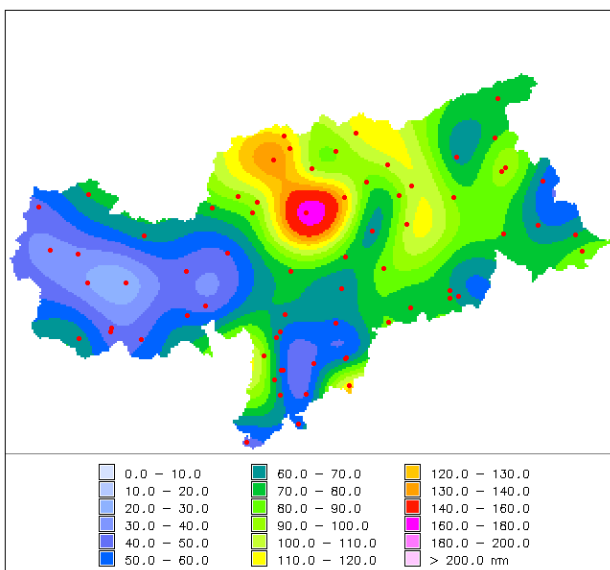 0.0 – 10.0
10.0 – 20.0
20.0 – 30.0
30.0 – 40.0
40.0 – 50.0
50.0 – 60.0
60.0 – 70.0
70.0 – 80.0
80.0 – 90.0
90.0 – 100.0
100.0 – 110.0
110.0 – 120.0
120.0 – 130.0
130.0 – 140.0
140.0 – 160.0
160.0 – 180.0
180.0 – 200.0
> 200.0 nm